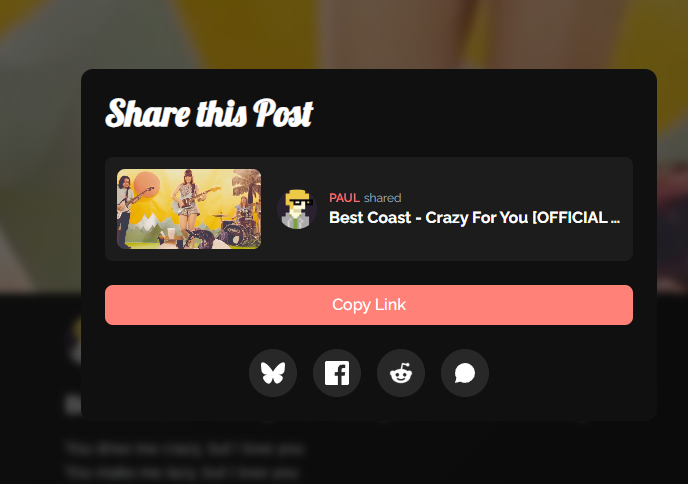 Share this Post
PAUL shared
Best Coast - Crazy For You [OFFICIAL ...
Copy Link
You drive me crazy, but I love you
You make me lazy, but I love you